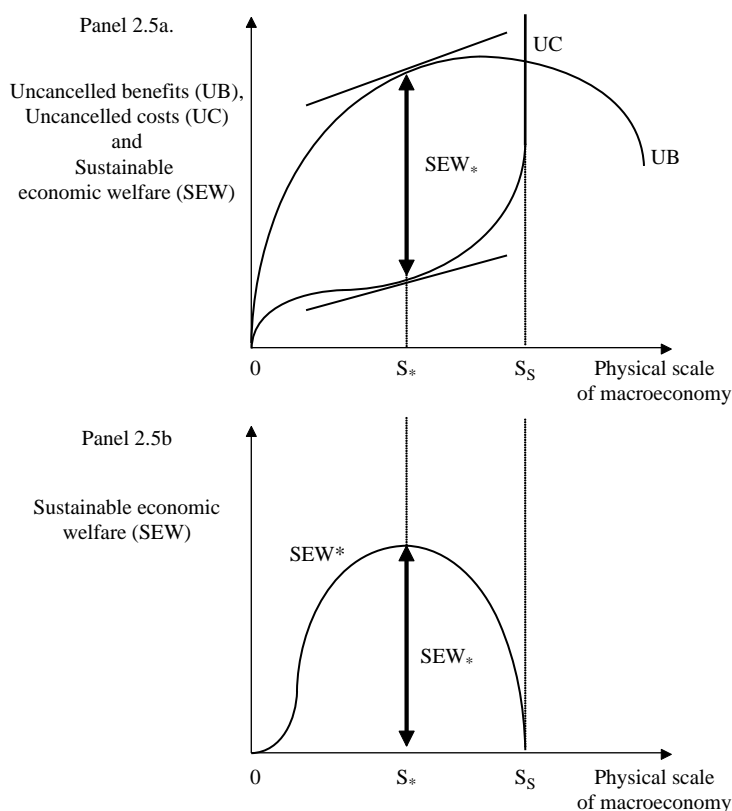 Panel 2.5a.
UC
Uncancelled benefits (UB),
Uncancelled costs (UC)
and
Sustainable
economic welfare (SEW)
SEW*
UB
0
S*
SS
Physical scale
of macroeconomy
Panel 2.5b
Sustainable economic
welfare (SEW)
SEW*
SEW*
0
S*
SS
Physical scale
of macroeconomy